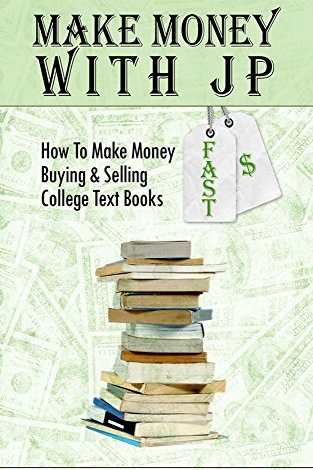 MAKE MONEY
WITH JP
How To Make Money
Buying & Selling
College Text Books
FAST
$